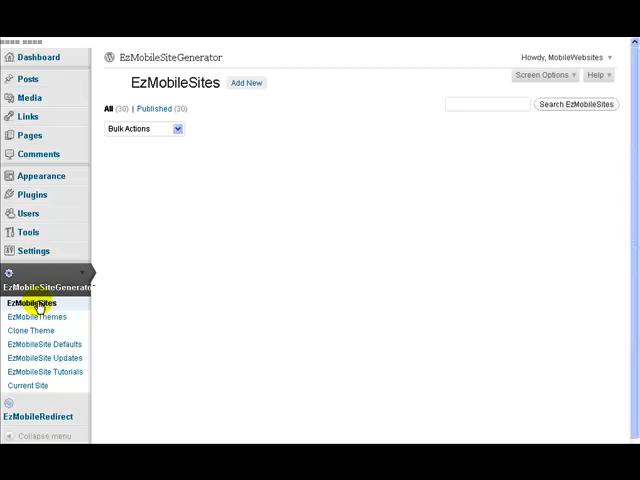 EzMobileSiteGenerator
Howdy, MobileWebsites
Screen Options
Help
EzMobileSites
Add New
All (30) | Published (30)
Search EzMobileSites
Bulk Actions
Dashboard
Posts
Media
Links
Pages
Comments
Appearance
Plugins
Users
Tools
Settings
EzMobileSiteGenerator
EzMobileSites
EzMobileThemes
Clone Theme
EzMobileSite Defaults
EzMobileSite Updates
EzMobileSite Tutorials
Current Site
EzMobileRedirect
Collapse menu